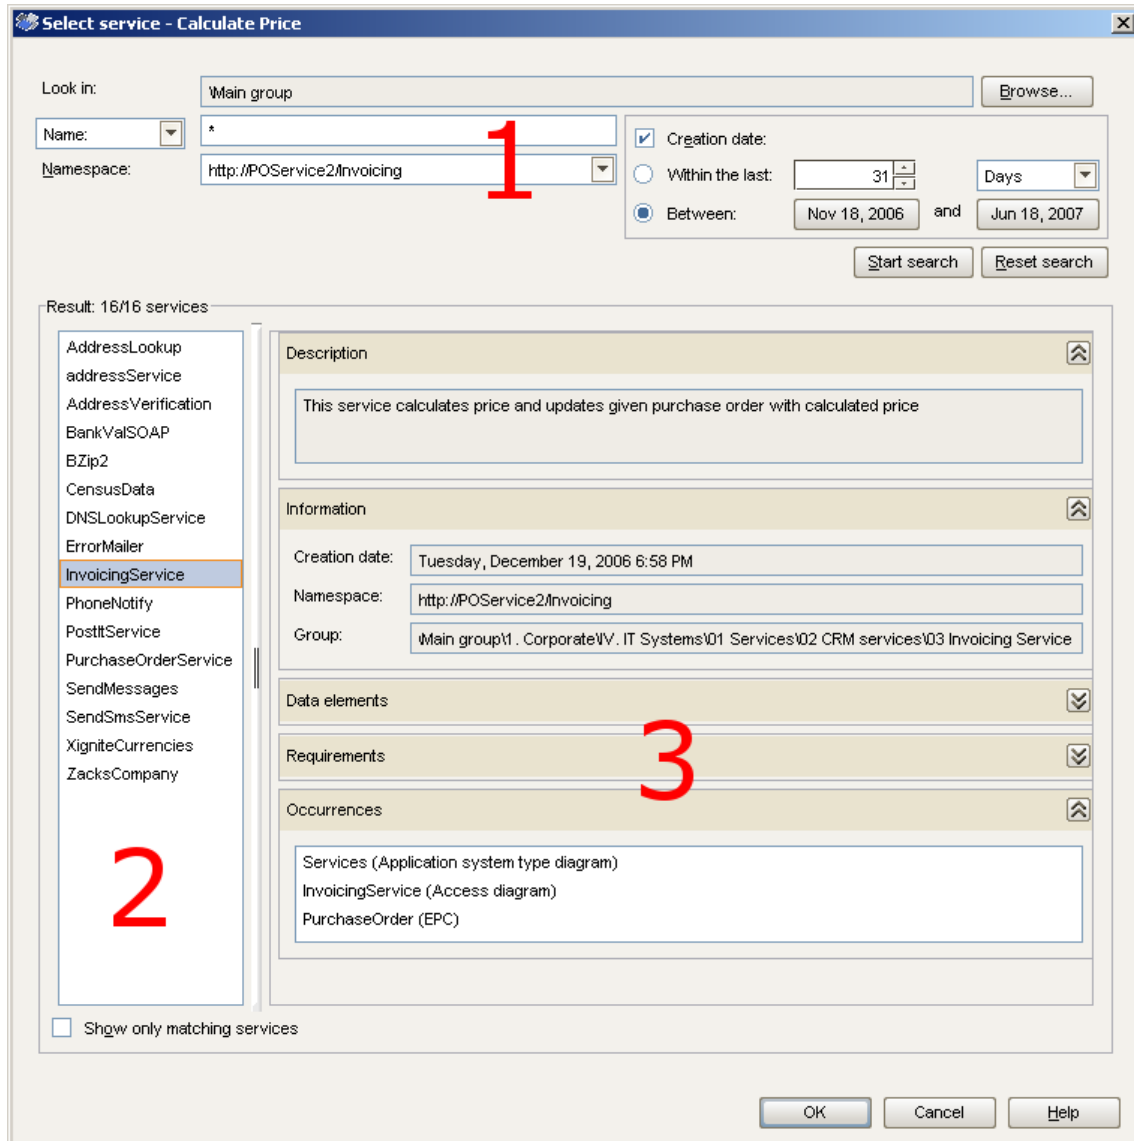 Select service - Calculate Price
Look in: \Main group Browse...
Name: *
Namespace: http://POService2/Invoicing
1
Creation date:
Within the last: 31 Days
Between: Nov 18, 2006 and Jun 18, 2007
Start search Reset search
Result: 16/16 services
AddressLookup
addressService
AddressVerification
BankValSOAP
BZip2
CensusData
DNSLookupService
ErrorMailer
InvoicingService
PhoneNotify
PostItService
PurchaseOrderService
SendMessages
SendSmsService
XigniteCurrencies
ZacksCompany
2
Description
This service calculates price and updates given purchase order with calculated price
Information
Creation date: Tuesday, December 19, 2006 6:58 PM
Namespace: http://POService2/Invoicing
Group: \Main group\1. Corporate\IV. IT Systems\01 Services\02 CRM services\03 Invoicing Service
Data elements
Requirements
3
Occurrences
Services (Application system type diagram)
InvoicingService (Access diagram)
PurchaseOrder (EPC)
Show only matching services
OK Cancel Help